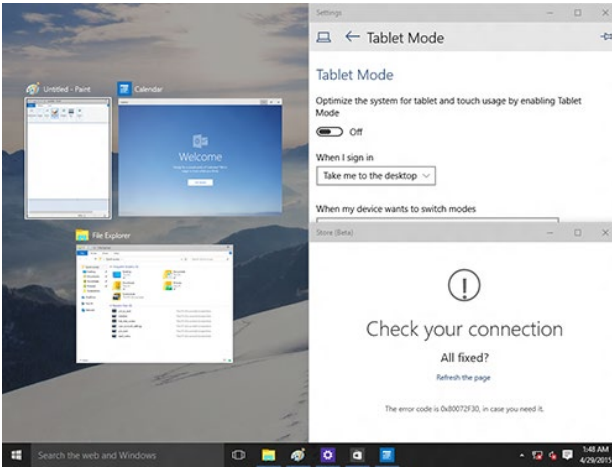 Settings
Tablet Mode
Tablet Mode
Optimize the system for tablet and touch usage by enabling Tablet
Mode
Off
When I sign in
Take me to the desktop
When my device wants to switch modes
Untitled - Paint
Calendar
Welcome
File Explorer
Store (Beta)
Check your connection
All fixed?
Refresh the page
The error code is 0x80072F30, in case you need it.
Search the web and Windows
1:48 AM
4/29/2015